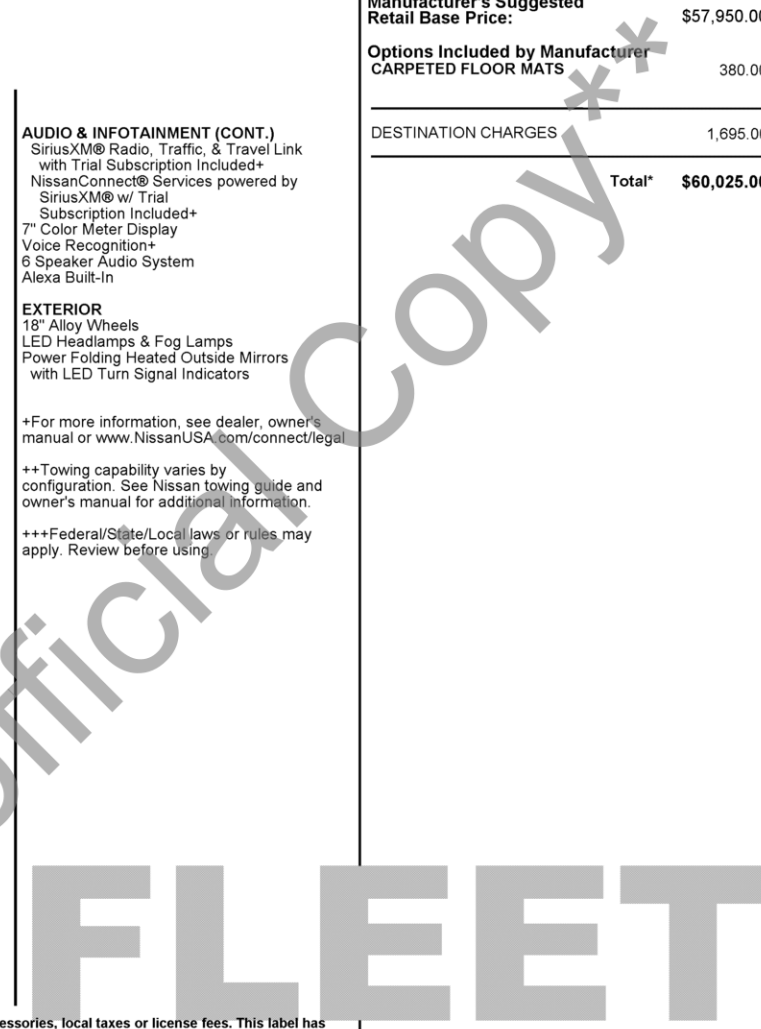 Manufacturer's Suggested
Retail Base Price: $57,950.00
Options Included by Manufacturer
CARPETED FLOOR MATS 380.00
DESTINATION CHARGES 1,695.00
Total* $60,025.00
AUDIO & INFOTAINMENT (CONT.)
SiriusXM® Radio, Traffic, & Travel Link
with Trial Subscription Included+
NissanConnect® Services powered by
SiriusXM® w/ Trial
Subscription Included+
7" Color Meter Display
Voice Recognition+
6 Speaker Audio System
Alexa Built-In
EXTERIOR
18" Alloy Wheels
LED Headlamps & Fog Lamps
Power Folding Heated Outside Mirrors
with LED Turn Signal Indicators
+For more information, see dealer, owner's
manual or www.NissanUSA.com/connect/legal
++Towing capability varies by
configuration. See Nissan towing guide and
owner's manual for additional information.
+++Federal/State/Local laws or rules may
apply. Review before using.
fficial Copy**
FLEET
essories, local taxes or license fees. This label has